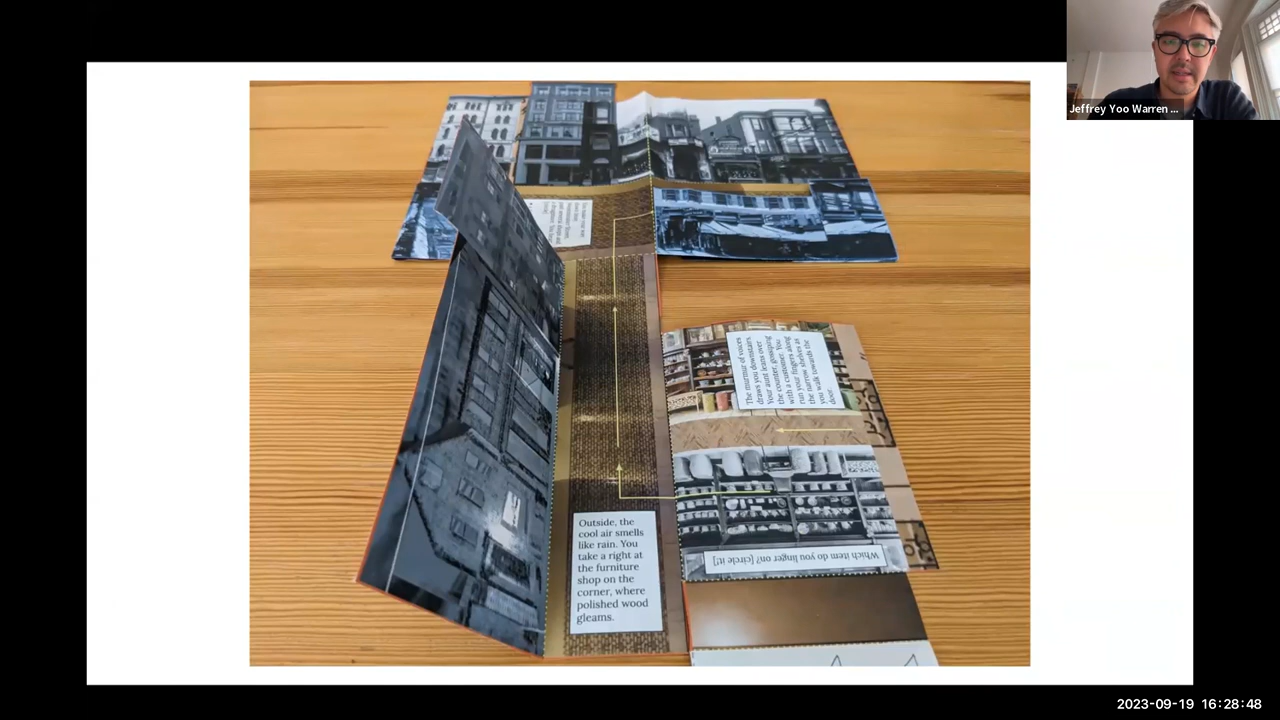 Jeffrey Yoo Warren ...
The murmur of voices
draws you downstairs.
Your aunt leans over
the counter, gossiping
with a customer. You
run your fingers along
the narrow shelves as
you walk towards the
door.
Which item do you linger on? [circle it!]
Outside, the
cool air smells
like rain. You
take a right at
the furniture
shop on the
corner, where
polished wood
gleams.
2023-09-19 16:28:48